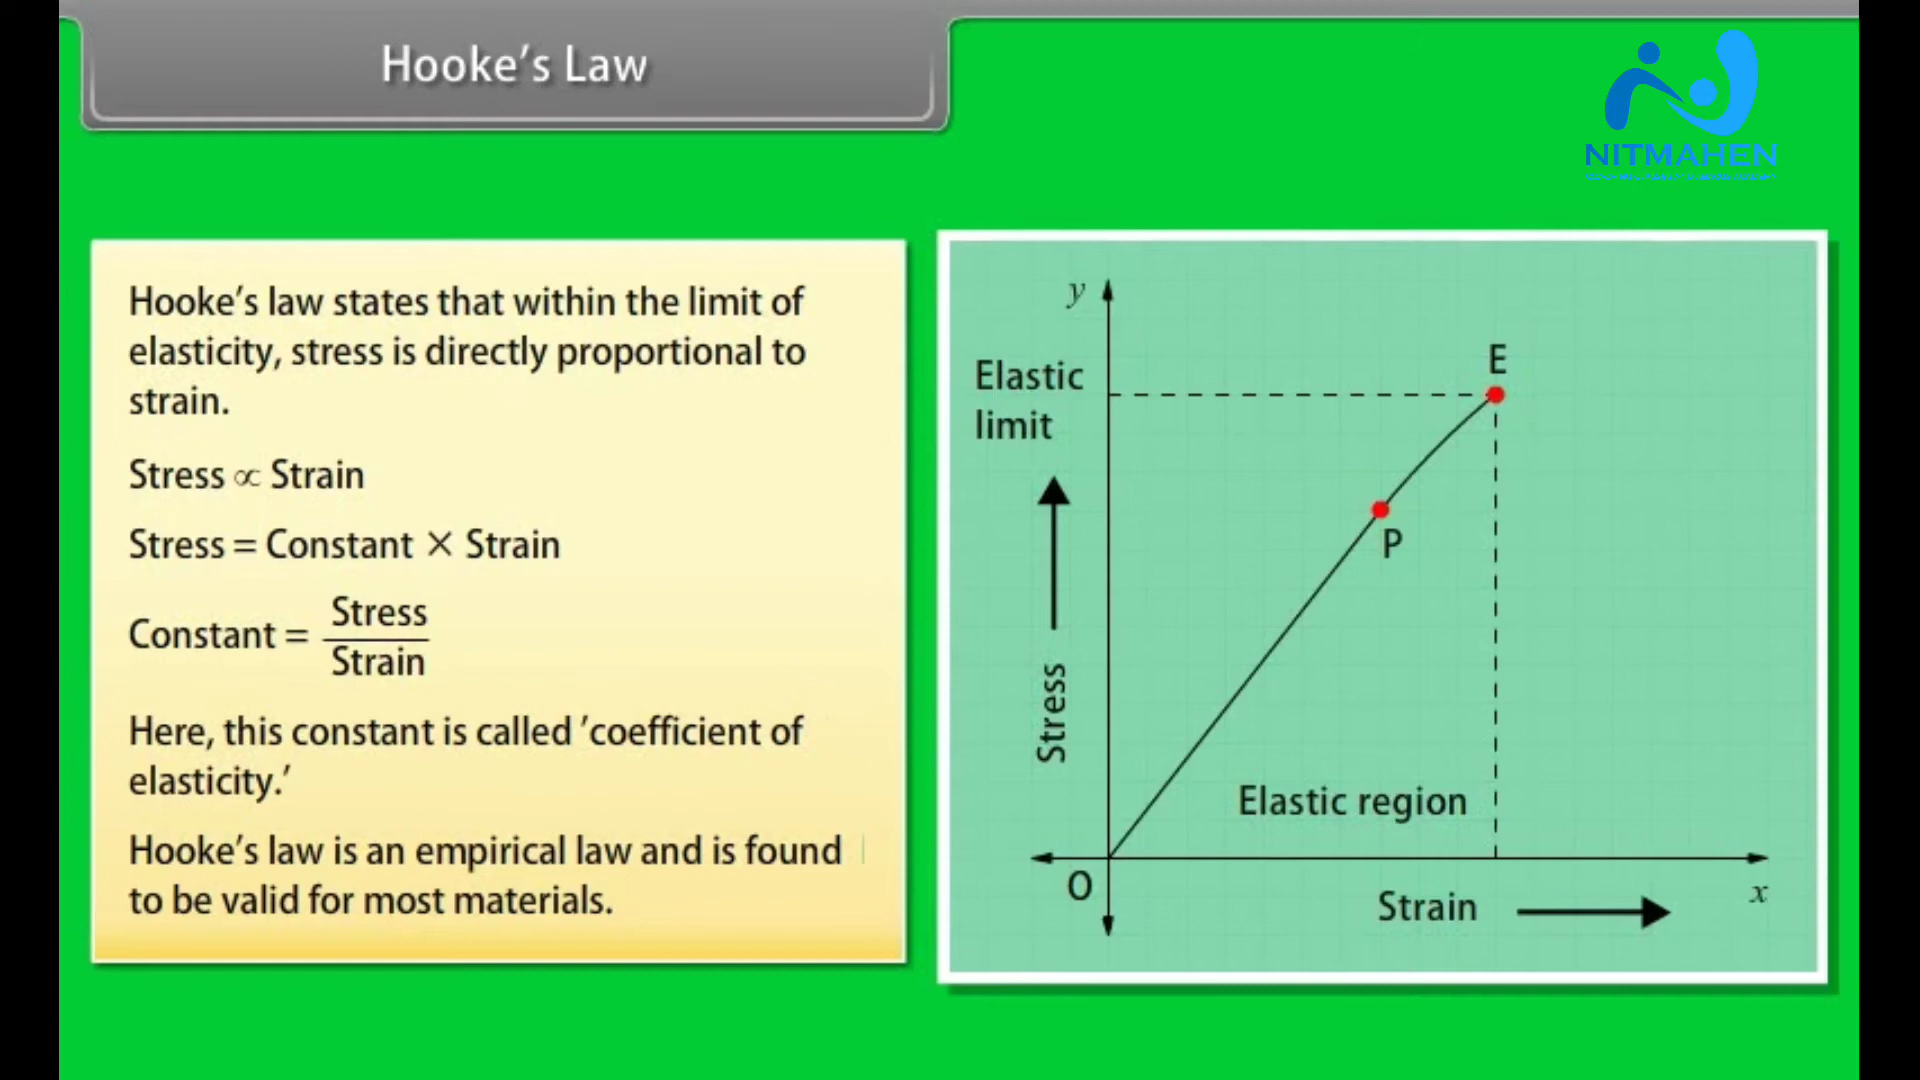 Hooke’s Law
NITMAHEN
Hooke’s law states that within the limit of
elasticity, stress is directly proportional to
strain.
Stress ∝ Strain
Stress = Constant × Strain
Constant = Stress
Strain
Here, this constant is called ’coefficient of
elasticity.’
Hooke’s law is an empirical law and is found
to be valid for most materials.
y
Elastic
limit
E
P
Stress
Elastic region
O
Strain
x